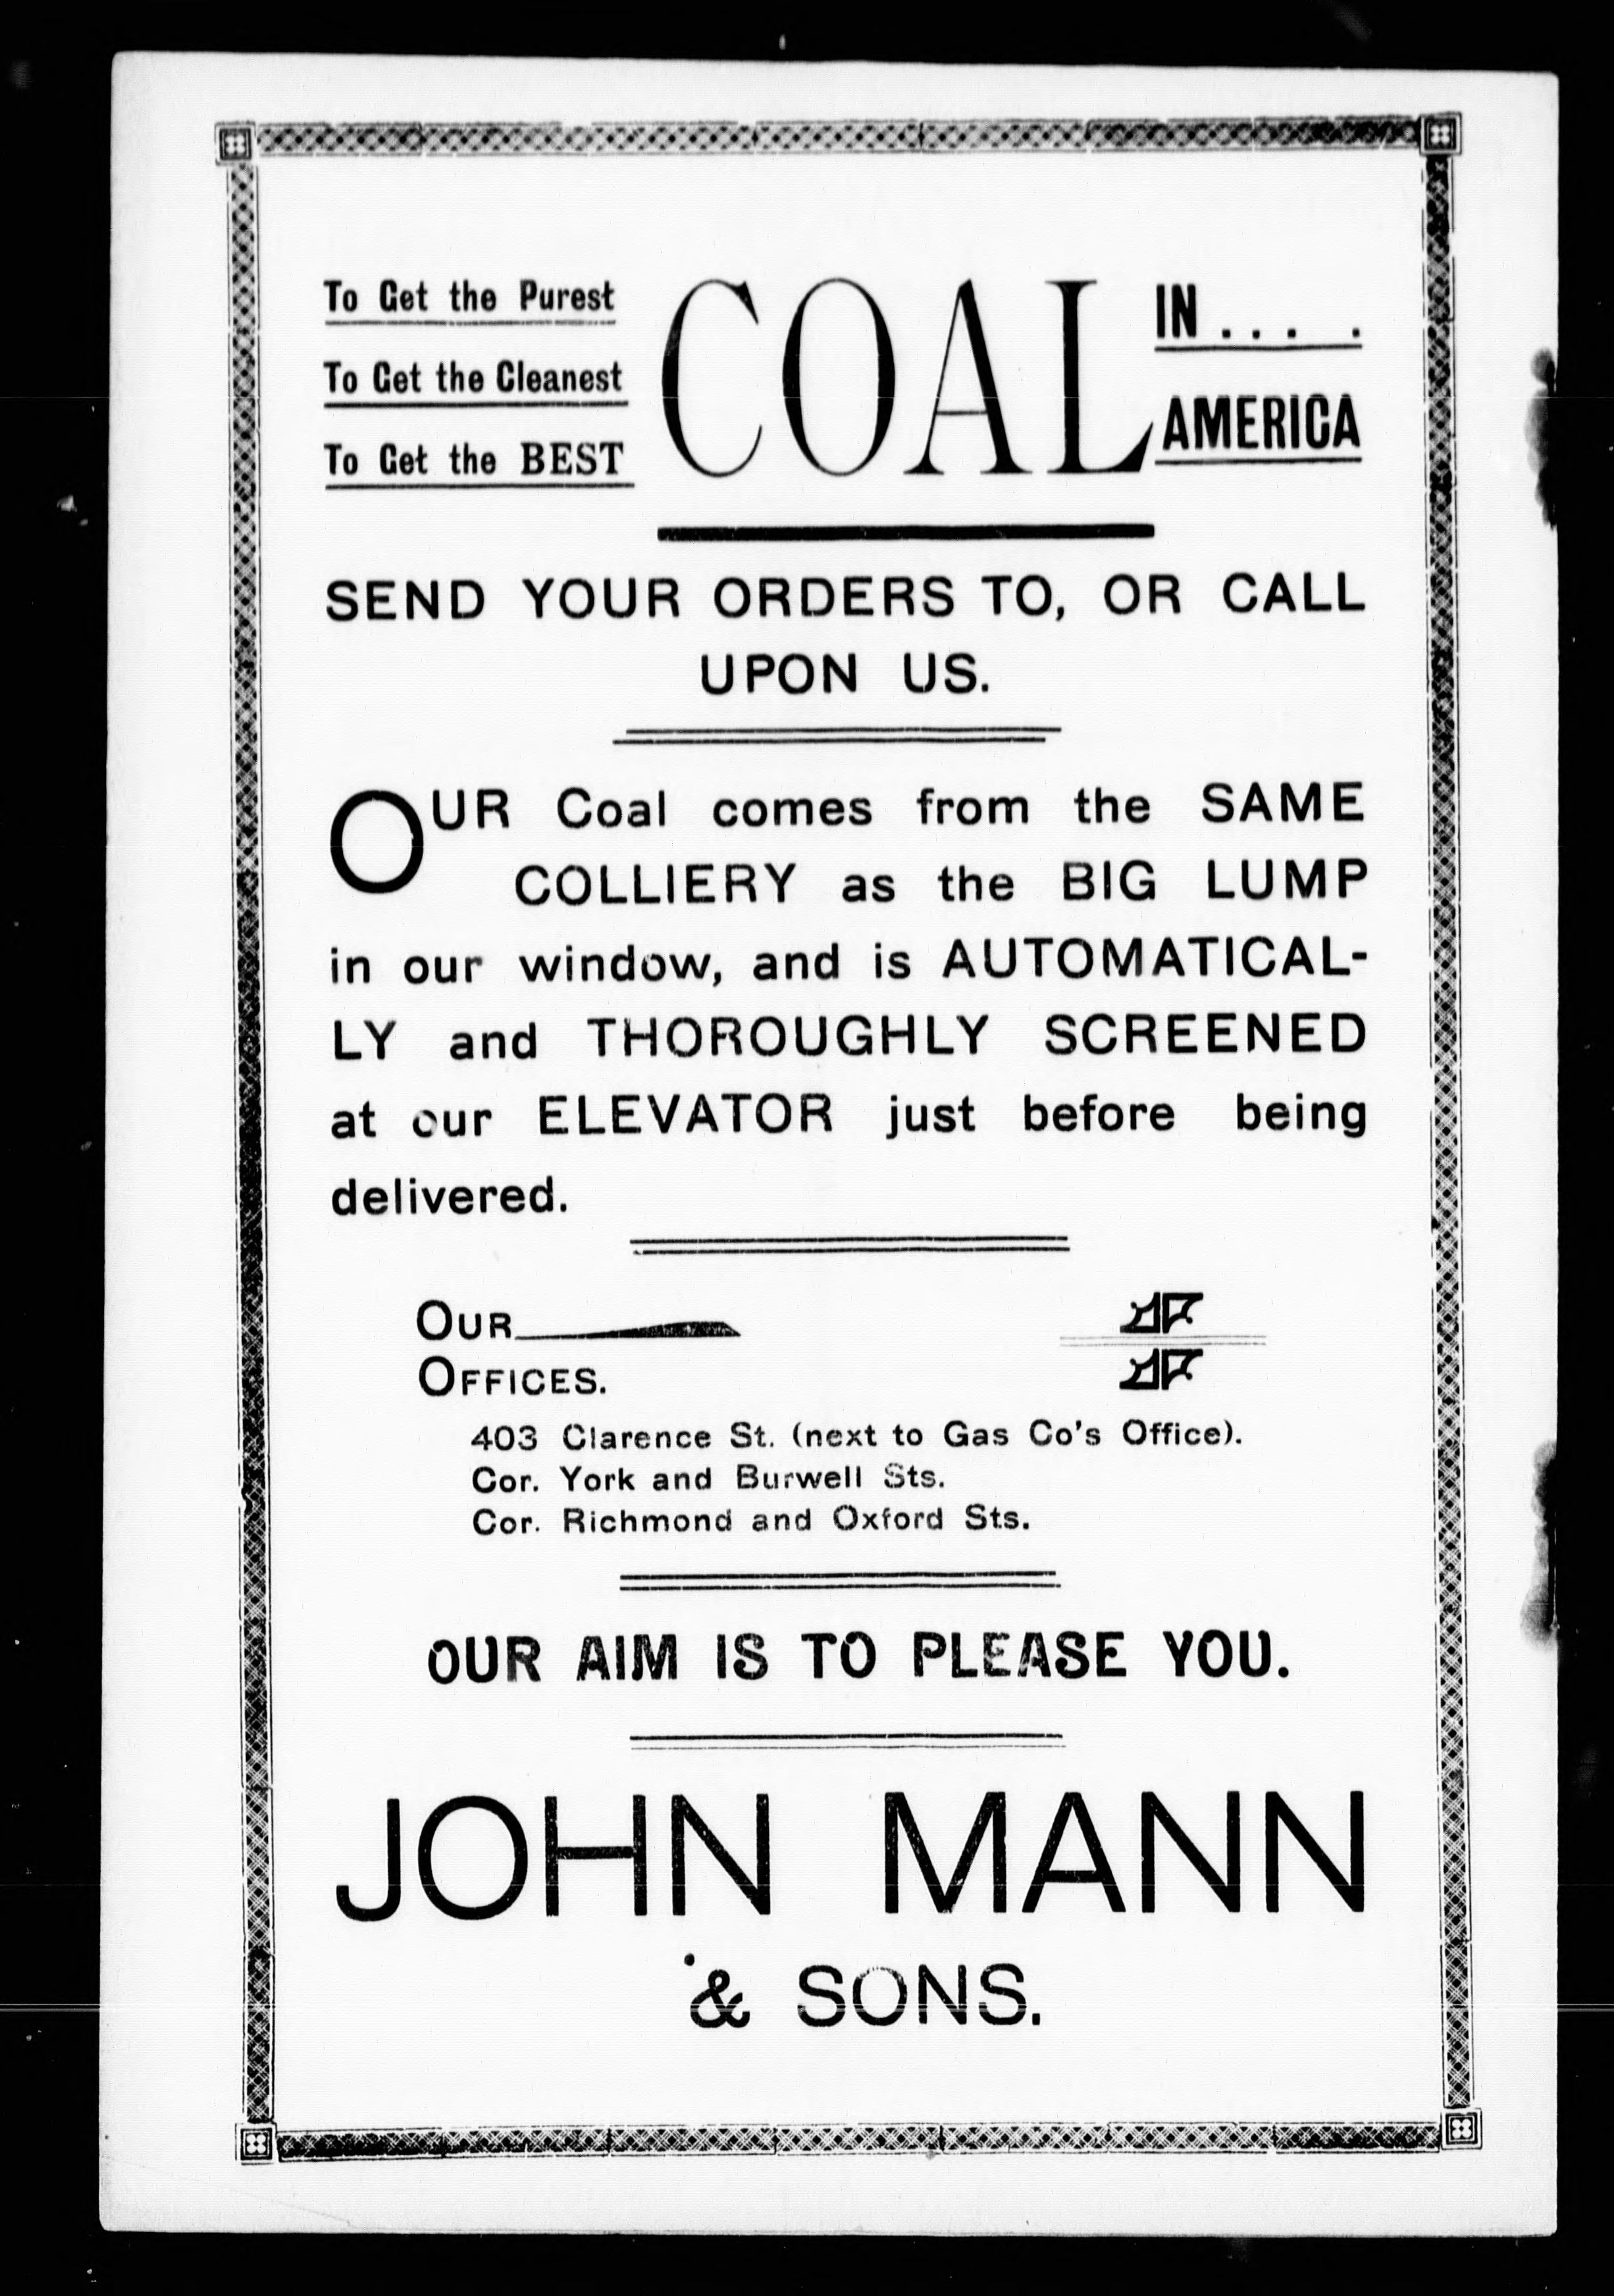 To Get the Purest
To Get the Cleanest
To Get the BEST
COAL
IN . . . .
AMERICA
SEND YOUR ORDERS TO, OR CALL
UPON US.
OUR Coal comes from the SAME
COLLIERY as the BIG LUMP
in our window, and is AUTOMATICAL-
LY and THOROUGHLY SCREENED
at our ELEVATOR just before being
delivered.
OUR
OFFICES.
403 Clarence St. (next to Gas Co's Office).
Cor. York and Burwell Sts.
Cor. Richmond and Oxford Sts.
OUR AIM IS TO PLEASE YOU.
JOHN MANN
& SONS.